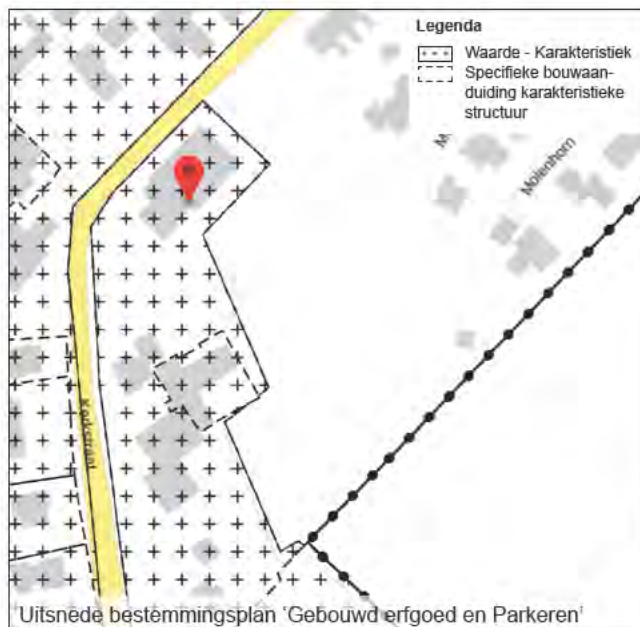 Legenda
Waarde - Karakteristiek
Specifieke bouwaan-
duiding karakteristieke
structuur
M.
Molenhorn
Kerkstraat
Uitsnede bestemmingsplan 'Gebouwd erfgoed en Parkeren'